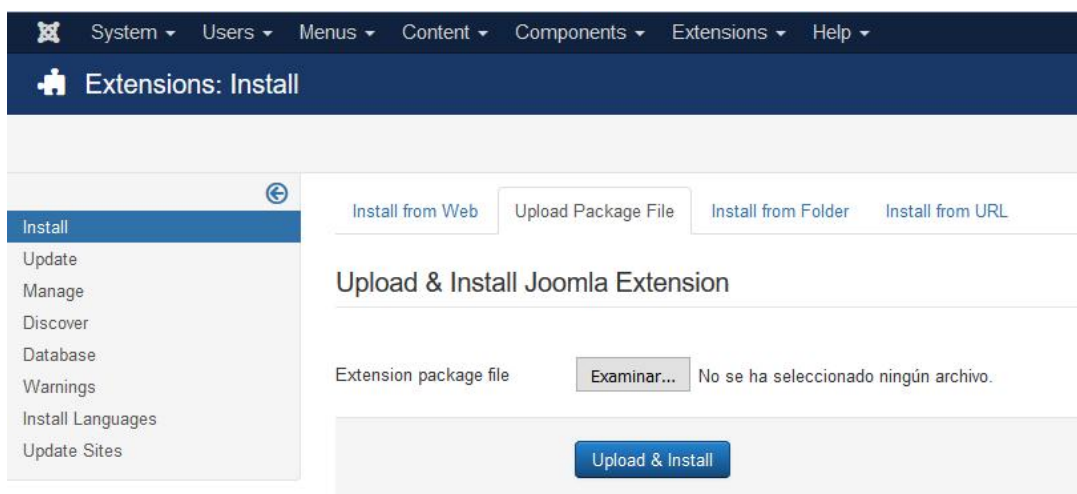 System Users Menus Content Components Extensions Help
Extensions: Install
Install from Web Upload Package File Install from Folder Install from URL
Install
Update
Manage
Discover
Database
Warnings
Install Languages
Update Sites
Upload & Install Joomla Extension
Extension package file Examinar... No se ha seleccionado ningún archivo.
Upload & Install